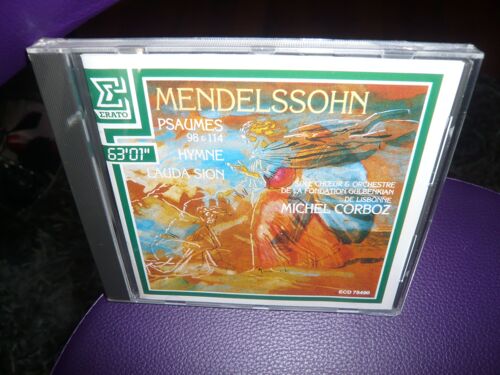 ERATO
63'01"
MENDELSSOHN
PSAUMES
98 & 114
HYMNE
LAUDA SION
CHŒUR & ORCHESTRE
DE LA FONDATION GULBENKIAN
DE LISBONNE
MICHEL CORBOZ
ECD 75490